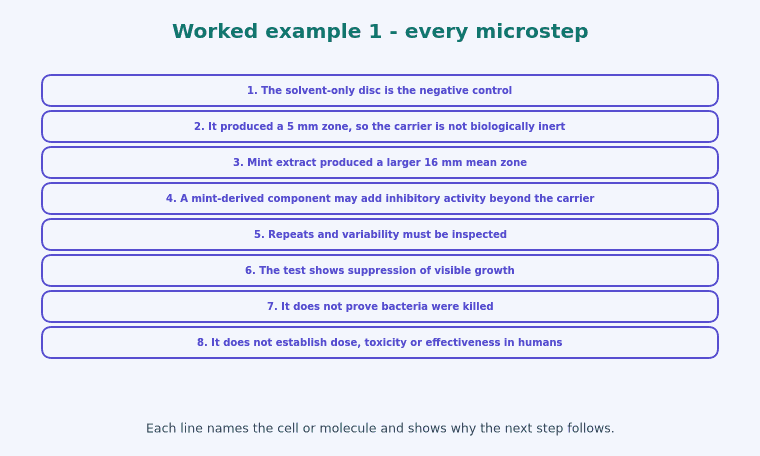 Worked example 1 - every microstep
1. The solvent-only disc is the negative control
2. It produced a 5 mm zone, so the carrier is not biologically inert
3. Mint extract produced a larger 16 mm mean zone
4. A mint-derived component may add inhibitory activity beyond the carrier
5. Repeats and variability must be inspected
6. The test shows suppression of visible growth
7. It does not prove bacteria were killed
8. It does not establish dose, toxicity or effectiveness in humans
Each line names the cell or molecule and shows why the next step follows.